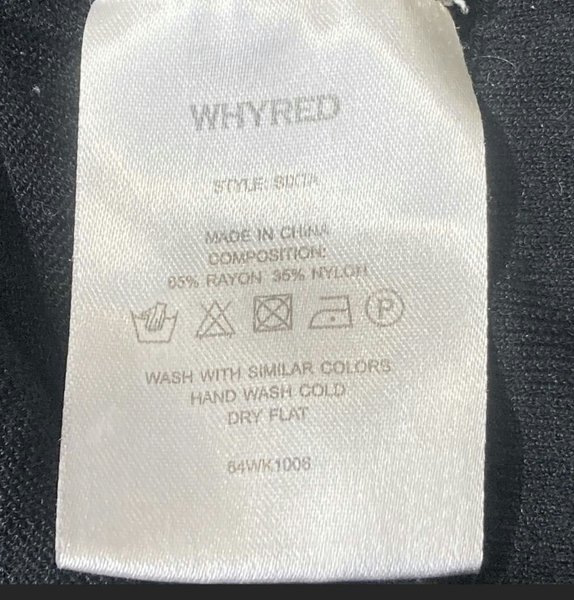 WHYRED
STYLE:
MADE IN CHINA
COMPOSITION:
65% RAYON 35% NYLON
P
WASH WITH SIMILAR COLORS
HAND WASH COLD
DRY FLAT
64WK1006